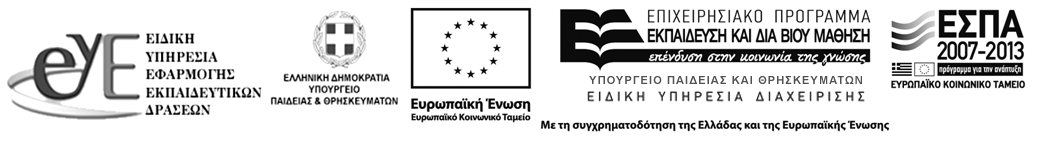 еуЕ
ΕΙΔΙΚΗ
ΥΠΗΡΕΣΙΑ
ΕΦΑΡΜΟΓΗΣ
ΕΚΠΑΙΔΕΥΤΙΚΩΝ
ΔΡΑΣΕΩΝ
ΕΛΛΗΝΙΚΗ ΔΗΜΟΚΡΑΤΙΑ
ΥΠΟΥΡΓΕΙΟ
ΠΑΙΔΕΙΑΣ & ΘΡΗΣΚΕΥΜΑΤΩΝ
Ευρωπαϊκή Ένωση
Ευρωπαϊκό Κοινωνικό Ταμείο
ΕΠΙΧΕΙΡΗΣΙΑΚΟ ΠΡΟΓΡΑΜΜΑ
ΕΚΠΑΙΔΕΥΣΗ ΚΑΙ ΔΙΑ ΒΙΟΥ ΜΑΘΗΣΗ
επένδυση στην κοινωνία της γνώσης
ΥΠΟΥΡΓΕΙΟ ΠΑΙΔΕΙΑΣ ΚΑΙ ΘΡΗΣΚΕΥΜΑΤΩΝ
ΕΙΔΙΚΗ ΥΠΗΡΕΣΙΑ ΔΙΑΧΕΙΡΙΣΗΣ
Με τη συγχρηματοδότηση της Ελλάδας και της Ευρωπαϊκής Ένωσης
ΕΣΠΑ
2007-2013
πρόγραμμα για την ανάπτυξη
ΕΥΡΩΠΑΪΚΟ ΚΟΙΝΩΝΙΚΟ ΤΑΜΕΙΟ